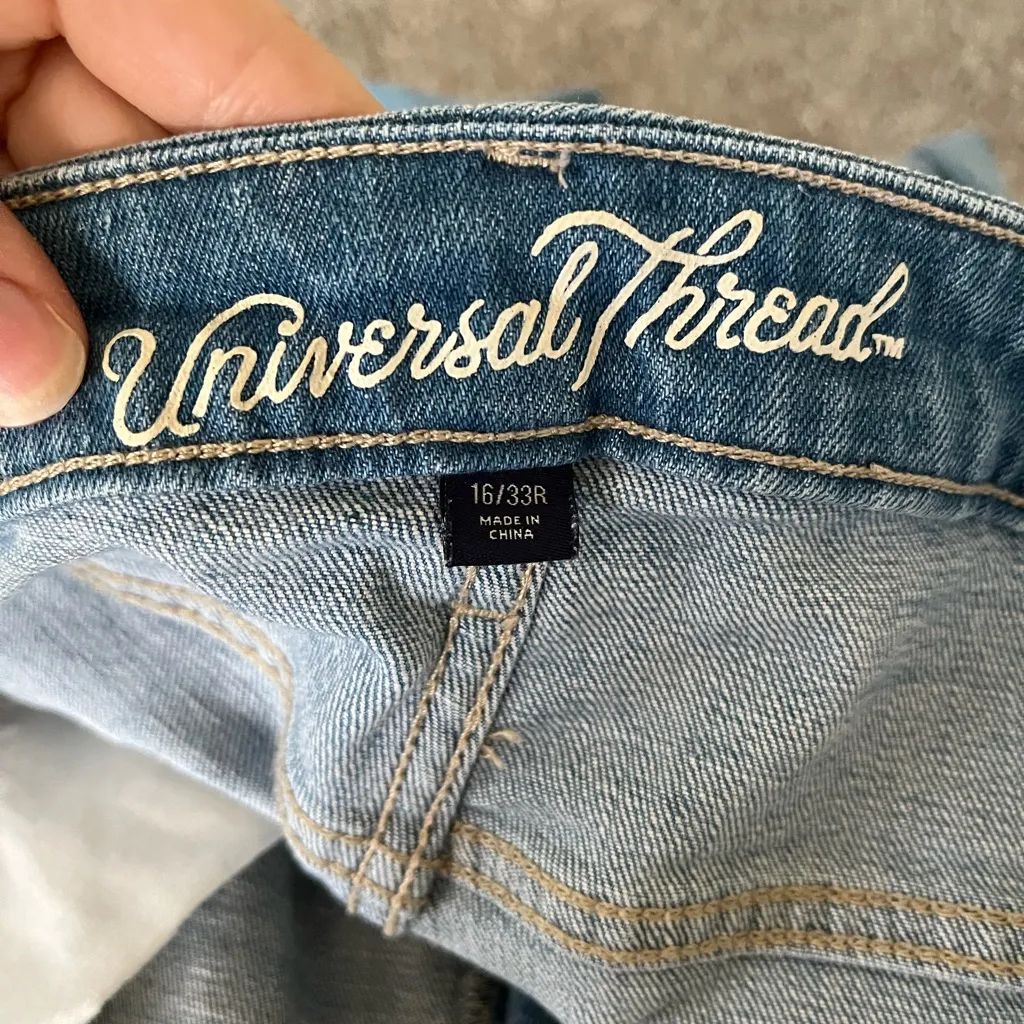 Universal Thread™
16/33R
MADE IN
CHINA